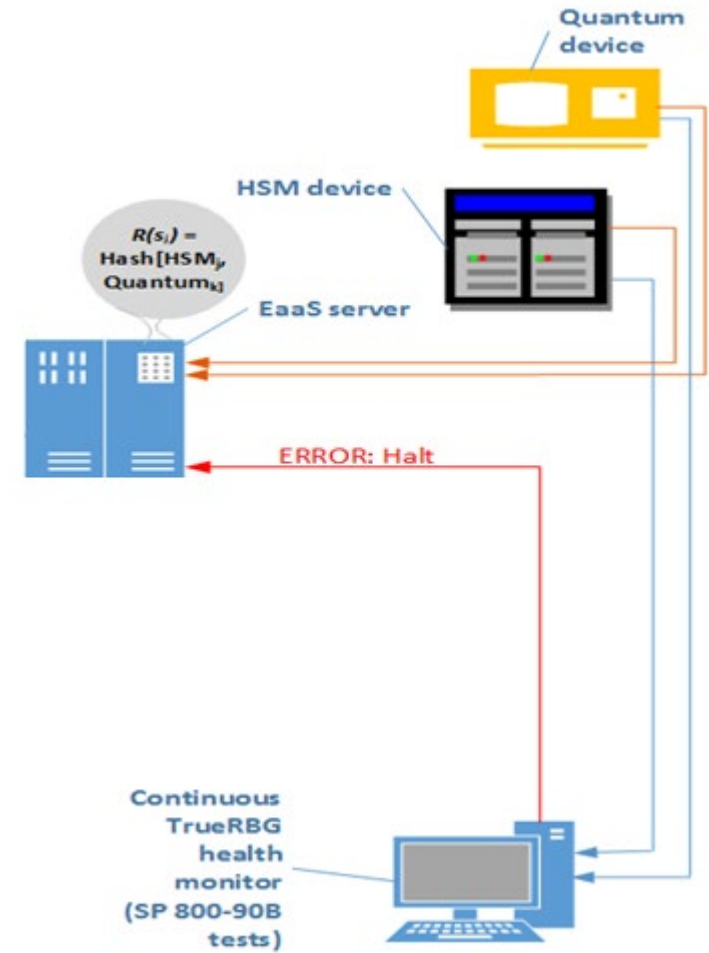 Quantum
device
HSM device
R(sᵢ) =
Hash[HSMⱼ,
Quantumₖ]
EaaS server
ERROR: Halt
Continuous
TrueRBG
health
monitor
(SP 800-90B
tests)